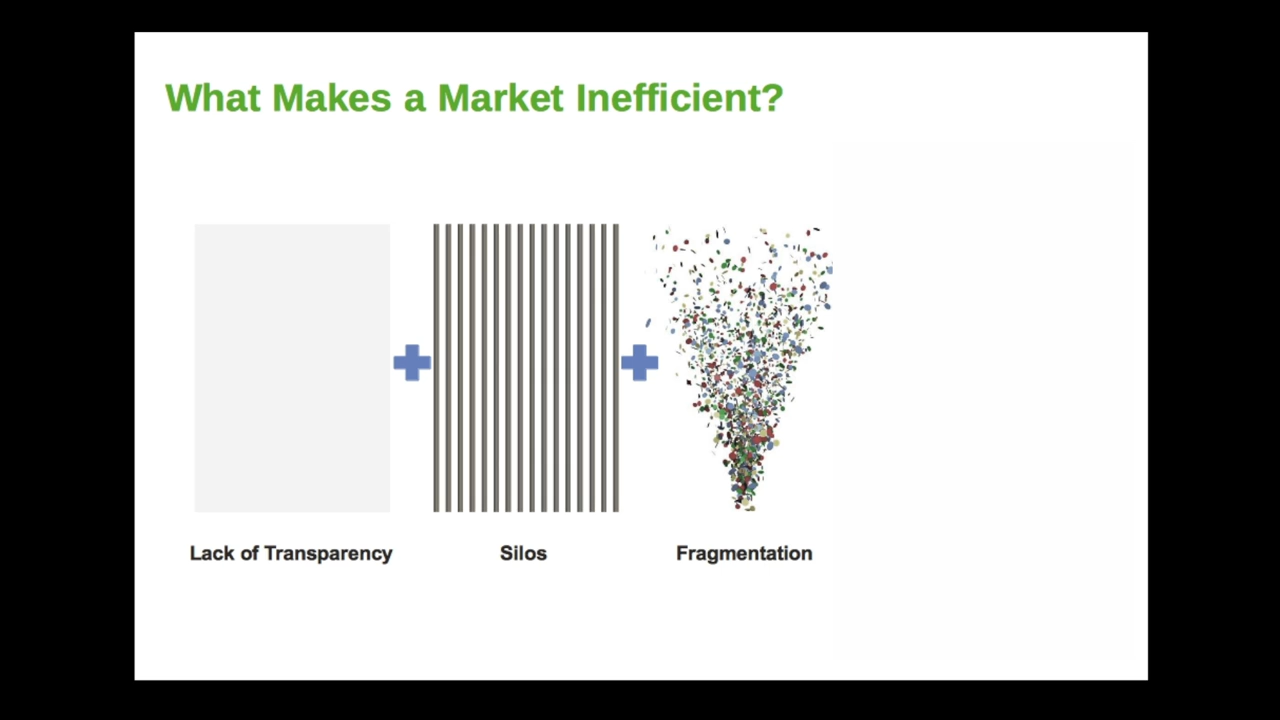 What Makes a Market Inefficient?
Lack of Transparency
Silos
Fragmentation